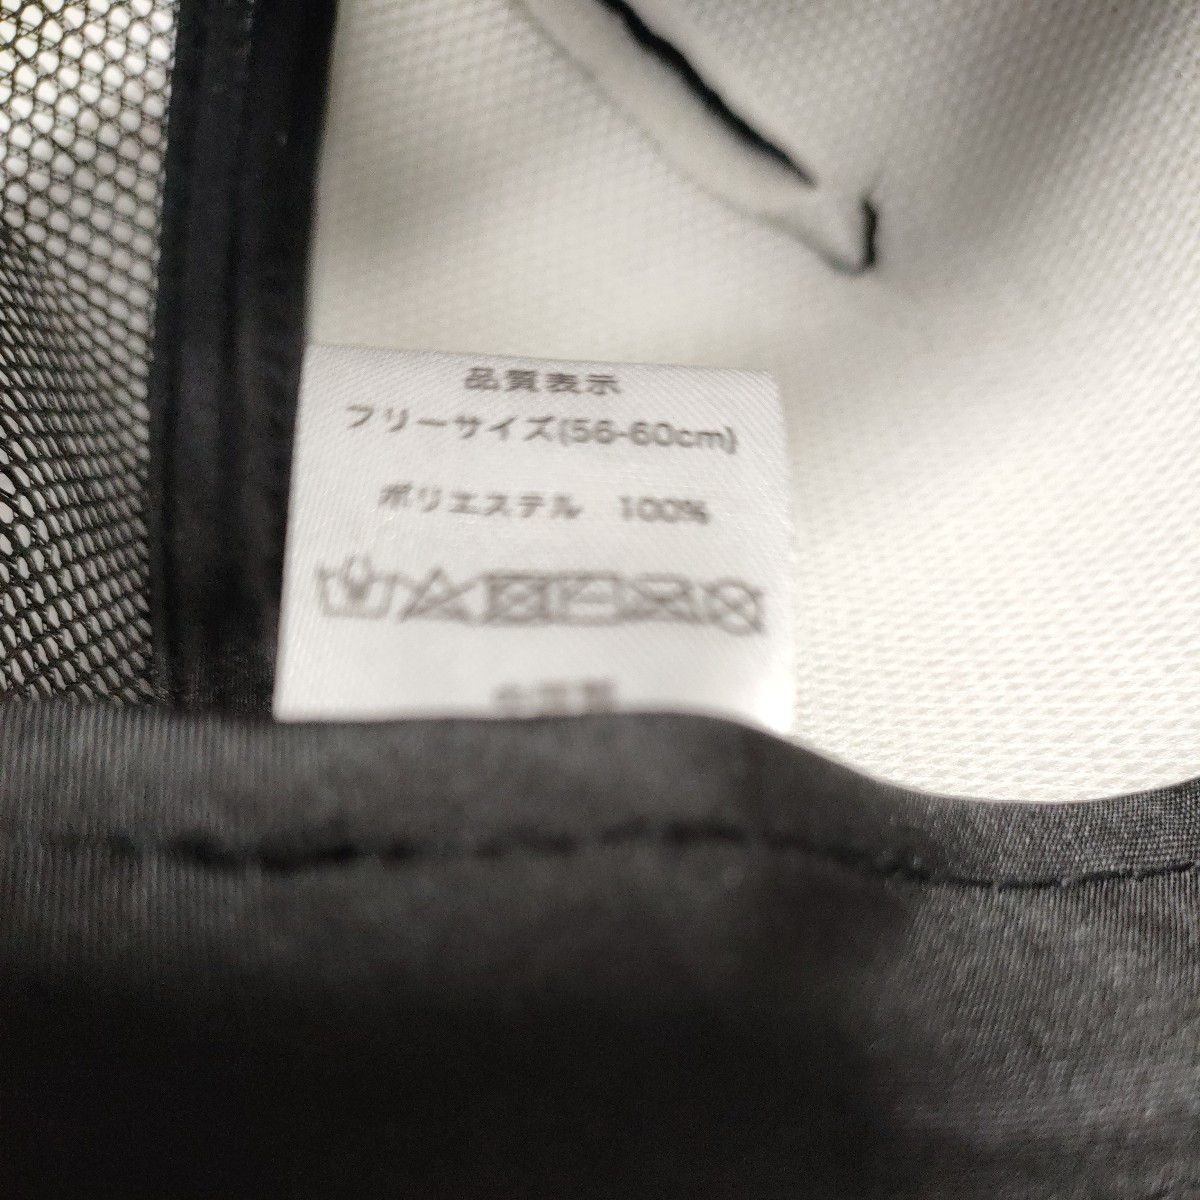 品質表示
フリーサイズ(56-60cm)
ポリエステル 100%